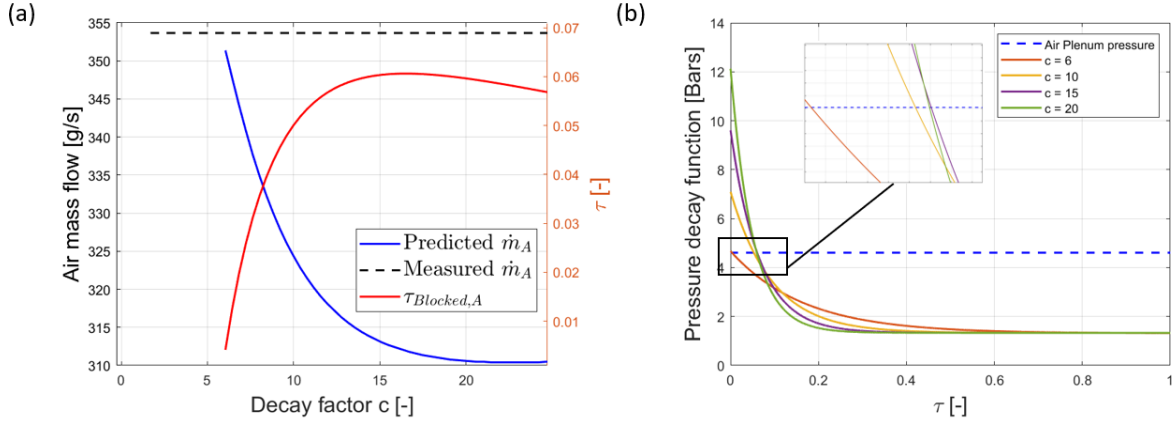 (a)
355
350
345
340
335
330
325
320
315
310
Air mass flow [g/s]
0
5
10
15
20
Decay factor c [-]
0.07
0.06
0.05
0.04
0.03
0.02
0.01
τ [-]
Predicted ṁ_A
Measured ṁ_A
τ_Blocked,A
(b)
14
12
10
8
6
4
2
0
Pressure decay function [Bars]
0
0.2
0.4
0.6
0.8
1
τ [-]
Air Plenum pressure
c = 6
c = 10
c = 15
c = 20